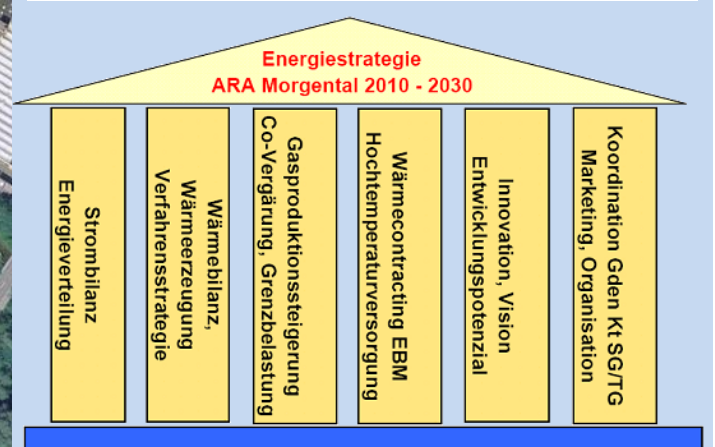 Energiestrategie
ARA Morgental 2010 - 2030
Strombilanz
Energieverteilung
Wärmebilanz,
Wärmeerzeugung
Verfahrensstrategie
Gasproduktionssteigerung
Co-Vergärung, Grenzbelastung
Wärmecontracting EBM
Hochtemperaturversorgung
Innovation, Vision
Entwicklungspotenzial
Koordination Gden Kt SG/TG
Marketing, Organisation